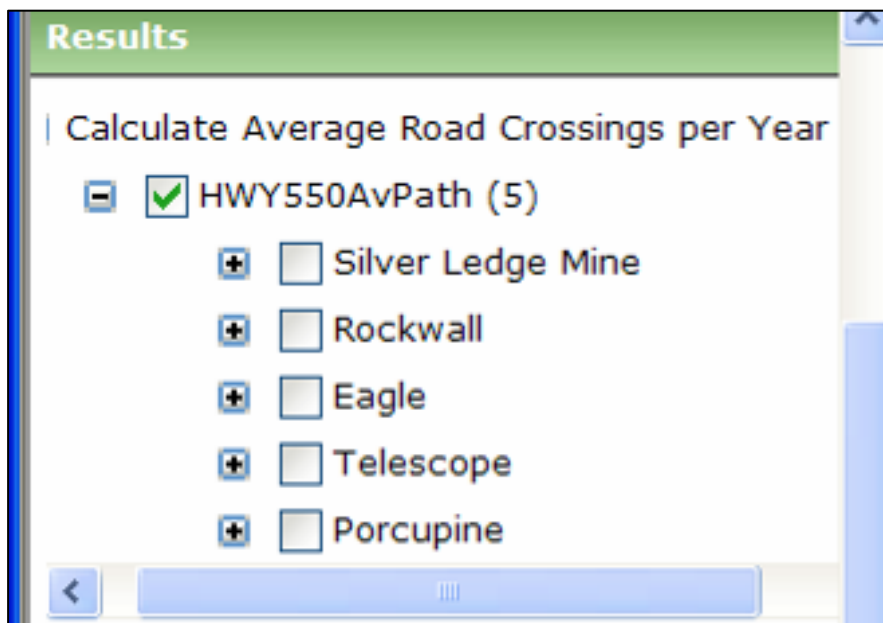 Results
Calculate Average Road Crossings per Year
HWY550AvPath (5)
Silver Ledge Mine
Rockwall
Eagle
Telescope
Porcupine